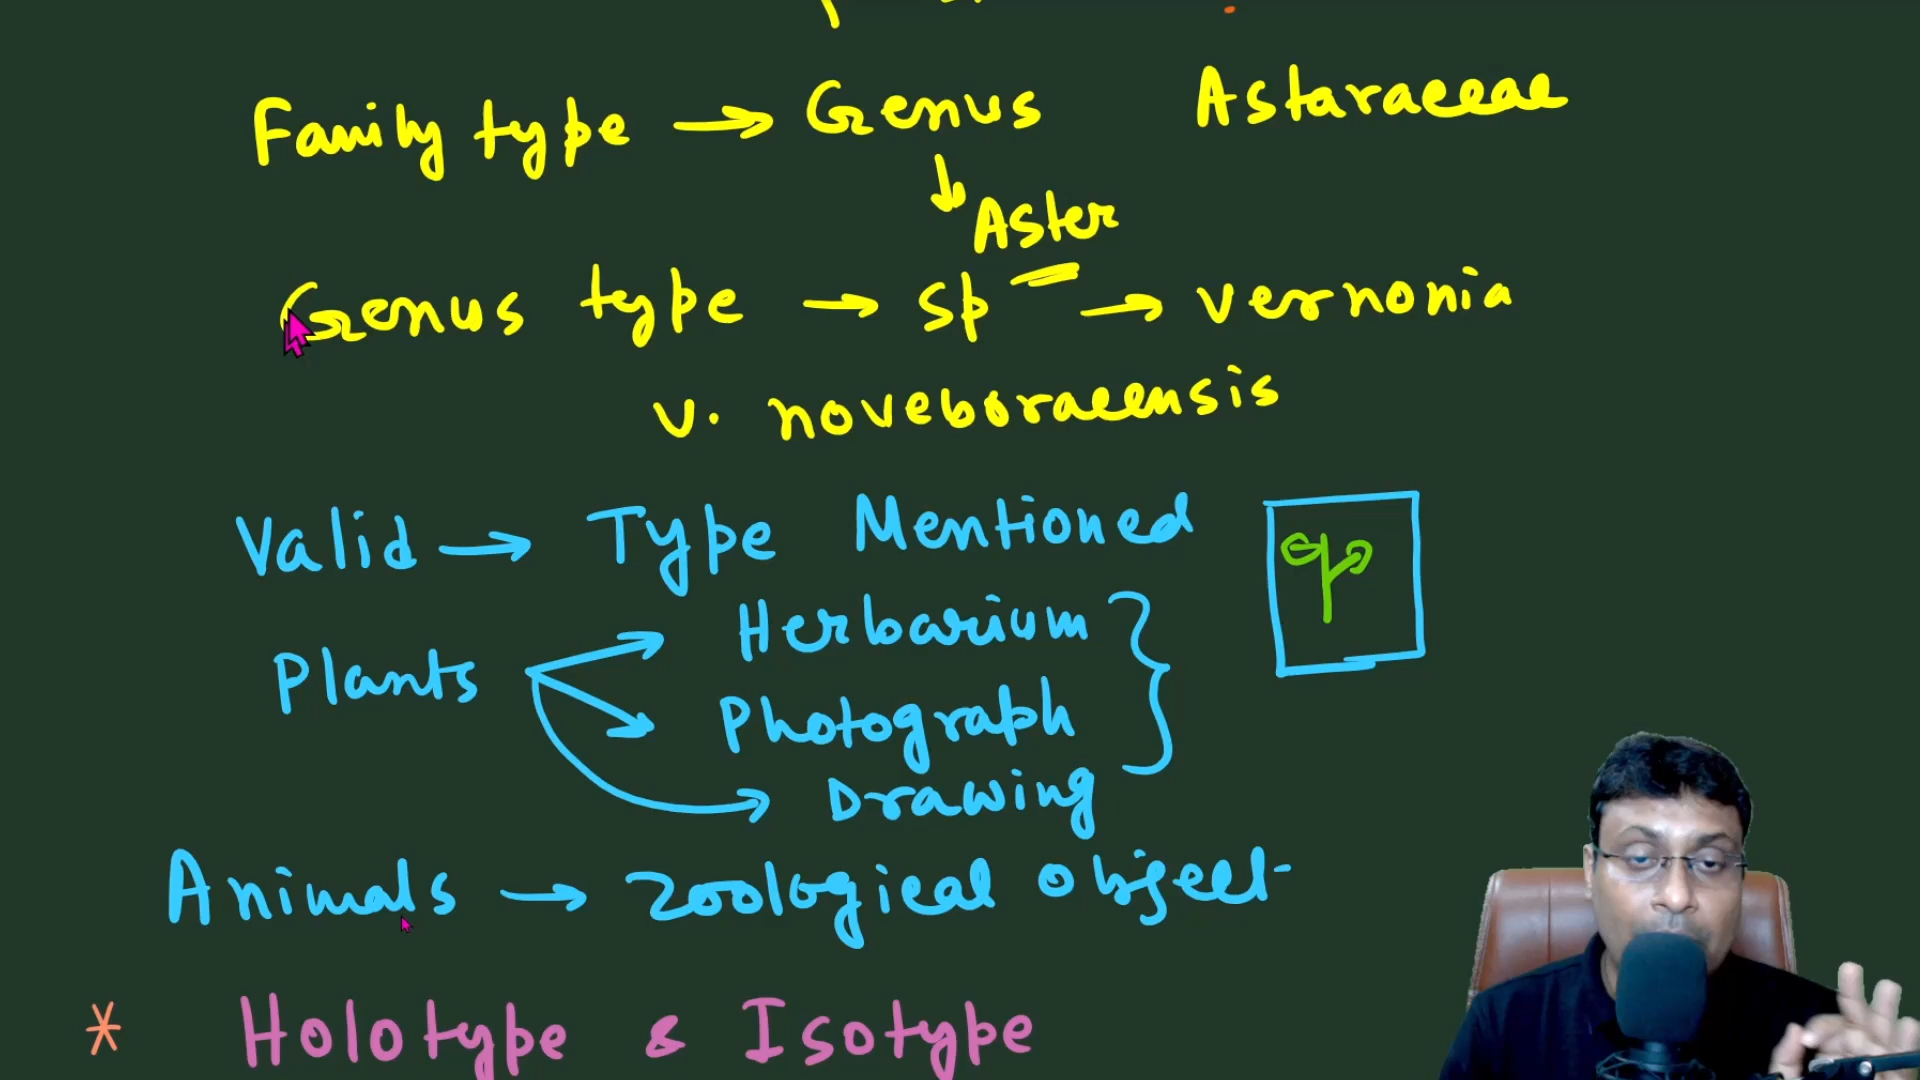 Family type → Genus Astaraceae
↓ Aster
Genus type → sp → vernonia
v. noveboracensis
Valid → Type Mentioned
Plants → Herbarium
→ Photograph
→ Drawing
Animals → Zoological object
* Holotype & Isotype